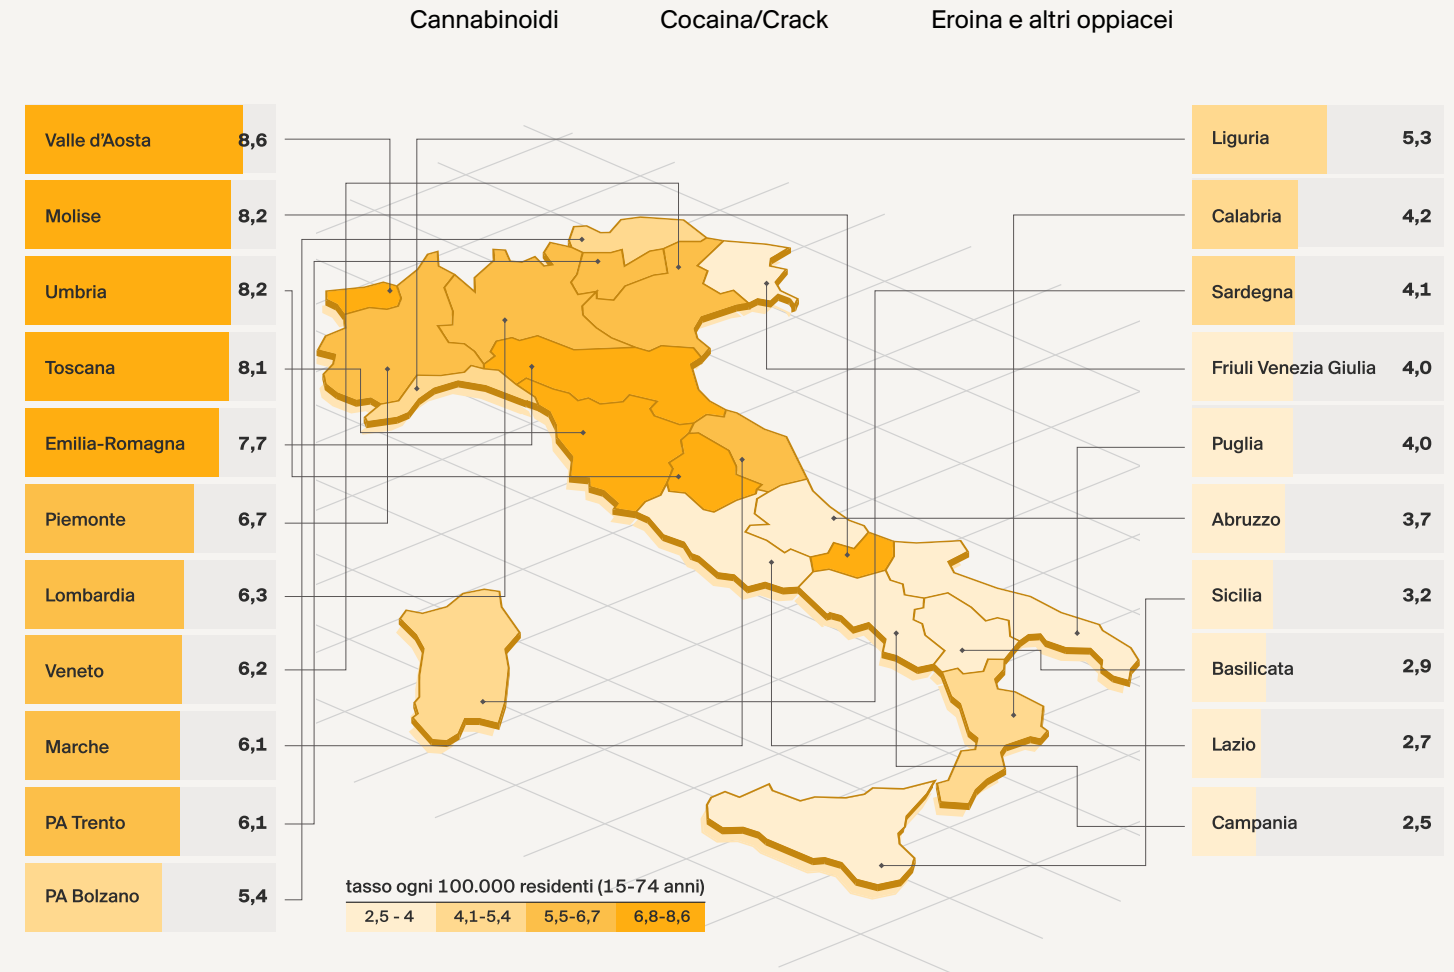 Cannabinoidi
Cocaina/Crack
Eroina e altri oppiacei
Valle d’Aosta 8,6
Molise 8,2
Umbria 8,2
Toscana 8,1
Emilia-Romagna 7,7
Piemonte 6,7
Lombardia 6,3
Veneto 6,2
Marche 6,1
PA Trento 6,1
PA Bolzano 5,4
Liguria 5,3
Calabria 4,2
Sardegna 4,1
Friuli Venezia Giulia 4,0
Puglia 4,0
Abruzzo 3,7
Sicilia 3,2
Basilicata 2,9
Lazio 2,7
Campania 2,5
tasso ogni 100.000 residenti (15-74 anni)
2,5 - 4 4,1-5,4 5,5-6,7 6,8-8,6